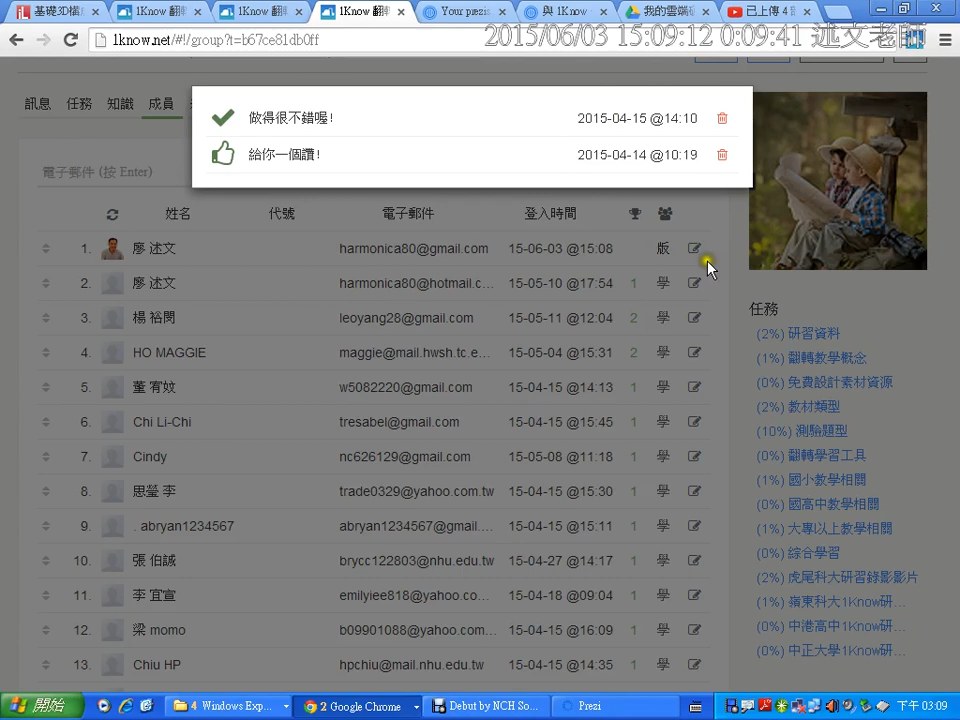 基礎3D構
1Know 翻
1Know 翻
1Know 翻
Your prezis
與 1Know
我的雲端硬
已上傳 4
1know.net/#!/group?t=b67ce81db0ff
2015/06/03 15:09:12 0:09:41 述文老師
訊息 任務 知識 成員
做得很不錯喔! 2015-04-15 @14:10
給你一個讚! 2015-04-14 @10:19
電子郵件 (按 Enter)
姓名 代號 電子郵件 登入時間
1. 廖 述文 harmonica80@gmail.com 15-06-03 @15:08 版
2. 廖 述文 harmonica80@hotmail.c... 15-05-10 @17:54 1 學
3. 楊 裕閔 leoyang28@gmail.com 15-05-11 @12:04 2 學
4. HO MAGGIE maggie@mail.hwsh.tc.e... 15-05-04 @15:31 2 學
5. 董 宥妏 w5082220@gmail.com 15-04-15 @14:13 1 學
6. Chi Li-Chi tresabel@gmail.com 15-04-15 @15:45 1 學
7. Cindy nc626129@gmail.com 15-05-08 @11:18 1 學
8. 思瑩 李 trade0329@yahoo.com.tw 15-04-15 @15:30 1 學
9. . abryan1234567 abryan1234567@gmail.... 15-04-15 @15:11 1 學
10. 張 伯誠 brycc122803@nhu.edu.tw 15-04-27 @14:17 1 學
11. 李 宜宣 emilyiee818@yahoo.co... 15-04-18 @09:04 1 學
12. 梁 momo b09901088@yahoo.com... 15-04-15 @16:09 1 學
13. Chiu HP hpchiu@mail.nhu.edu.tw 15-04-15 @14:35 1 學
任務
(2%) 研習資料
(1%) 翻轉教學概念
(0%) 免費設計素材資源
(2%) 教材類型
(10%) 測驗題型
(0%) 翻轉學習工具
(1%) 國小教學相關
(0%) 國高中教學相關
(1%) 大專以上教學相關
(0%) 綜合學習
(2%) 虎尾科大研習錄影影片
(1%) 嶺東科大1Know研...
(0%) 中港高中1Know研...
(0%) 中正大學1Know研...
開始
4 Windows Exp...
2 Google Chrome
Debut by NCH So...
Prezi
下午 03:09